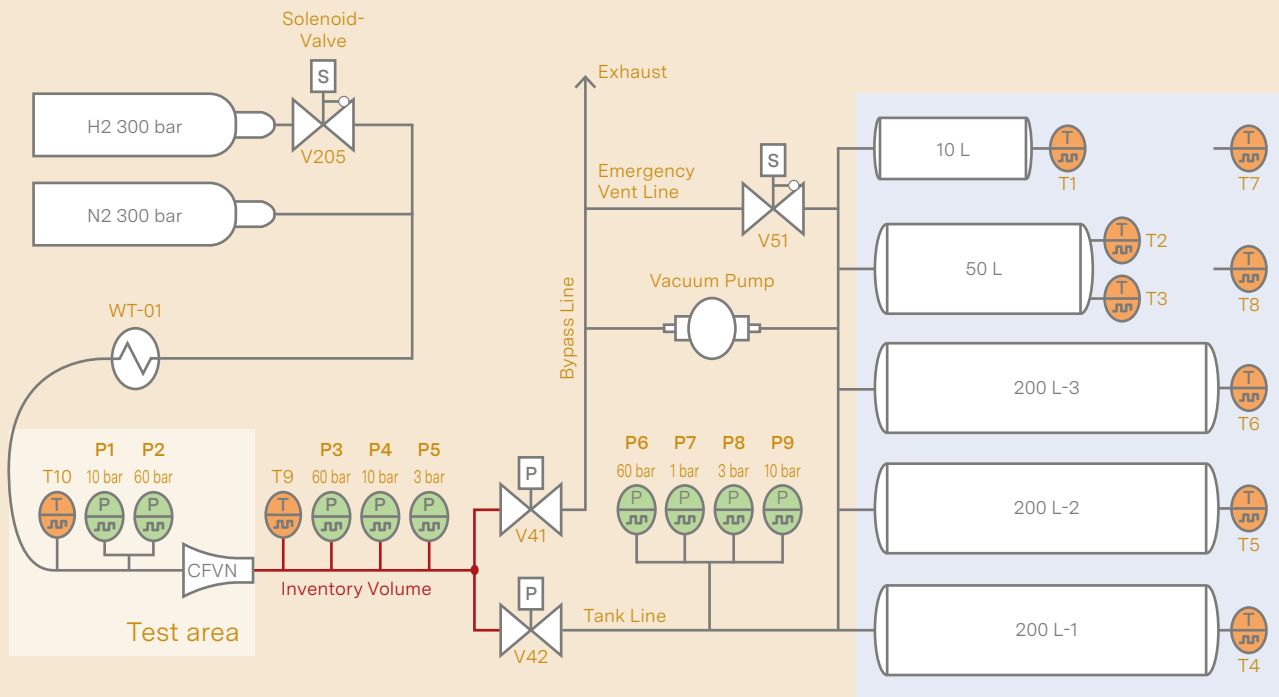 Solenoid-
Valve
S
H2 300 bar
V205
N2 300 bar
WT-01
Exhaust
Emergency
Vent Line
S
V51
Vacuum Pump
Bypass Line
10 L
T
T1
T
T7
50 L
T
T2
T
T3
T
T8
200 L-3
T
T6
200 L-2
T
T5
200 L-1
T
T4
T10
T
P1
10 bar
P
P2
60 bar
P
CFVN
Test area
T9
T
P3
60 bar
P
P4
10 bar
P
P5
3 bar
P
Inventory Volume
P
V41
P
V42
P6
60 bar
P
P7
1 bar
P
P8
3 bar
P
P9
10 bar
P
Tank Line